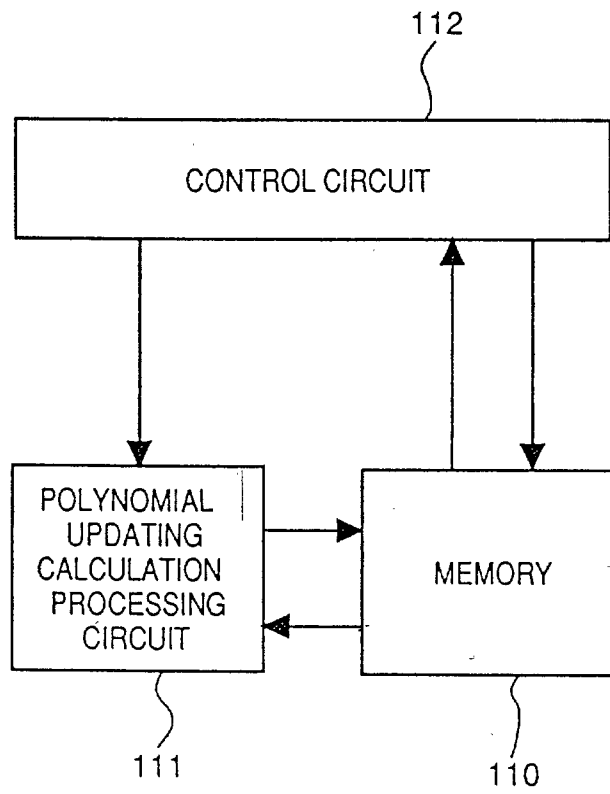 112
CONTROL CIRCUIT
POLYNOMIAL
UPDATING
CALCULATION
PROCESSING
CIRCUIT
MEMORY
111
110